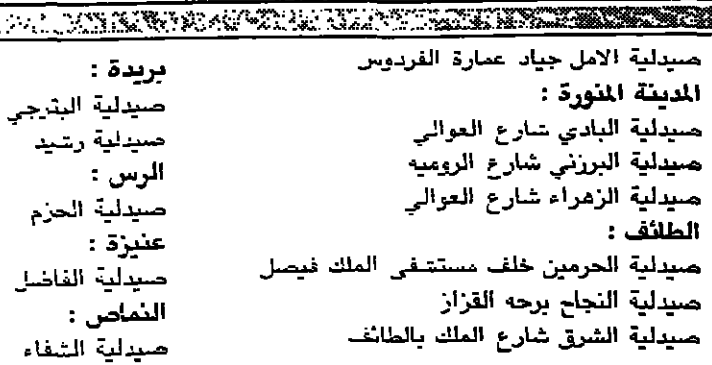 صيدلية الامل جياد عمارة الفردوس
المدينة المنورة :
صيدلية البادي شارع العوالي
صيدلية البرزني شارع الروميه
صيدلية الزهراء شارع العوالي
الطائف :
صيدلية الحرمين خلف مستشفى الملك فيصل
صيدلية النجاح برحه القزاز
صيدلية الشرق شارع الملك بالطائف
بريدة :
صيدلية البترجي
صيدلية رشيد
الرس :
صيدلية الحزم
عنيزة :
صيدلية الفاضل
النماص :
صيدلية الشفاء